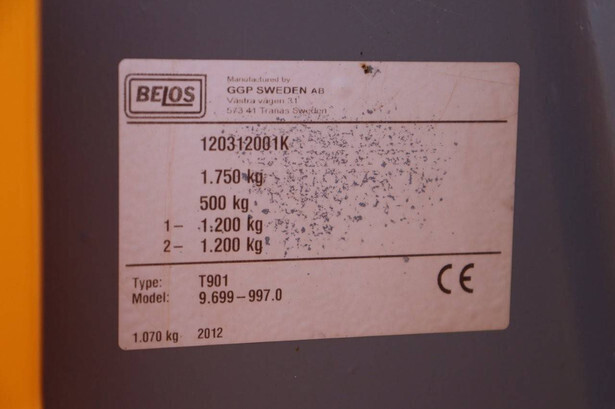 BELOS
Manufactured by
GGP SWEDEN AB
Västra vägen 31
573 41 Tranås Sweden
120312001K
1.750 kg
500 kg
1– 1.200 kg
2– 1.200 kg
Type: T901
Model: 9.699–997.0
1.070 kg 2012
CE